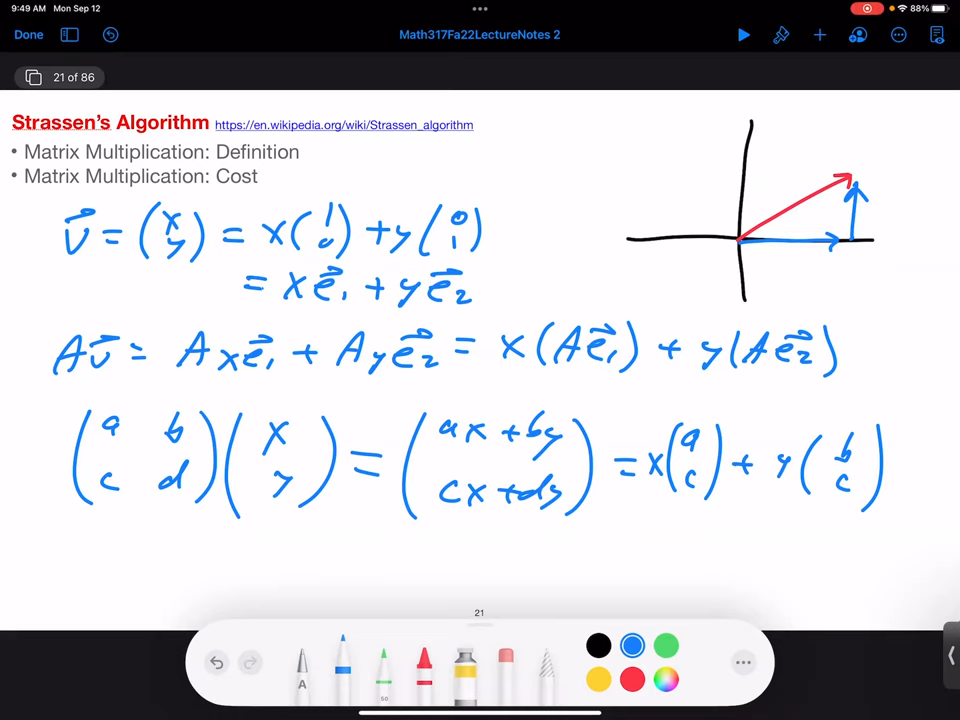 9:49 AM Mon Sep 12
88%
Done
Math317Fa22LectureNotes 2
21 of 86
Strassen's Algorithm https://en.wikipedia.org/wiki/Strassen_algorithm
• Matrix Multiplication: Definition
• Matrix Multiplication: Cost
v⃗ = (x y) = x(1 0) + y(0 1)
= xe⃗₁ + ye⃗₂
Av⃗ = Axe⃗₁ + Aye⃗₂ = x(Ae⃗₁) + y(Ae⃗₂)
(a b c d)(x y) = (ax + by cx + dy) = x(a c) + y(b c)
21
A
50